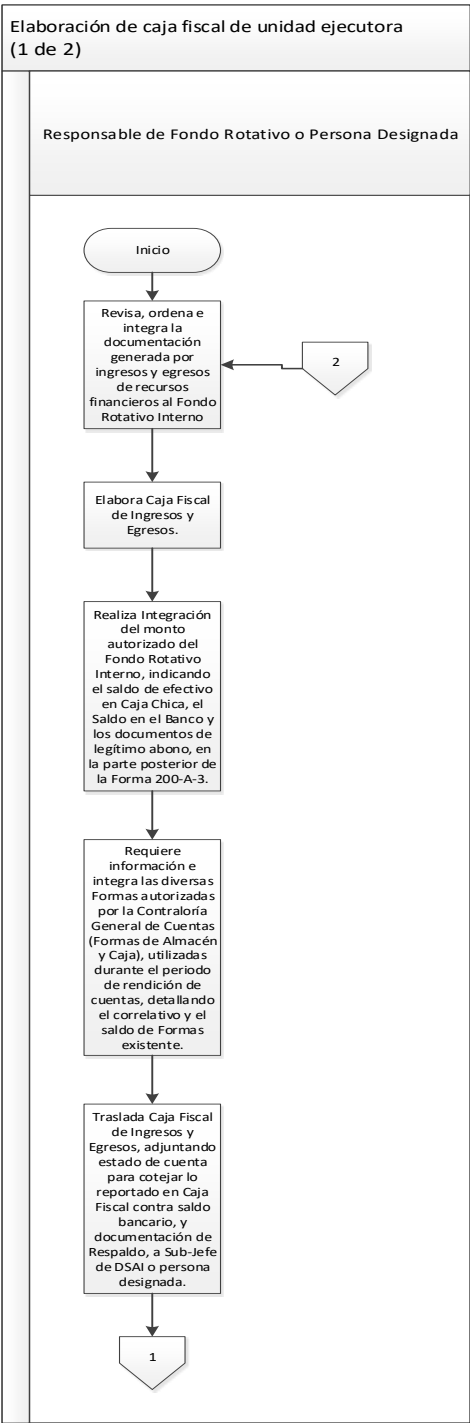 Elaboración de caja fiscal de unidad ejecutora
(1 de 2)
Responsable de Fondo Rotativo o Persona Designada
Inicio
Revisa, ordena e
integra la
documentación
generada por
ingresos y egresos
de recursos
financieros al Fondo
Rotativo Interno
2
Elabora Caja Fiscal
de Ingresos y
Egresos.
Realiza Integración
del monto
autorizado del
Fondo Rotativo
Interno, indicando
el saldo de efectivo
en Caja Chica, el
Saldo en el Banco y
los documentos de
legítimo abono, en
la parte posterior de
la Forma 200-A-3.
Requiere
información e
integra las diversas
Formas autorizadas
por la Contraloría
General de Cuentas
(Formas de Almacén
y Caja), utilizadas
durante el periodo
de rendición de
cuentas, detallando
el correlativo y el
saldo de Formas
existente.
Traslada Caja Fiscal
de Ingresos y
Egresos, adjuntando
estado de cuenta
para cotejar lo
reportado en Caja
Fiscal contra saldo
bancario, y
documentación de
Respaldo, a Sub-Jefe
de DSAI o persona
designada.
1